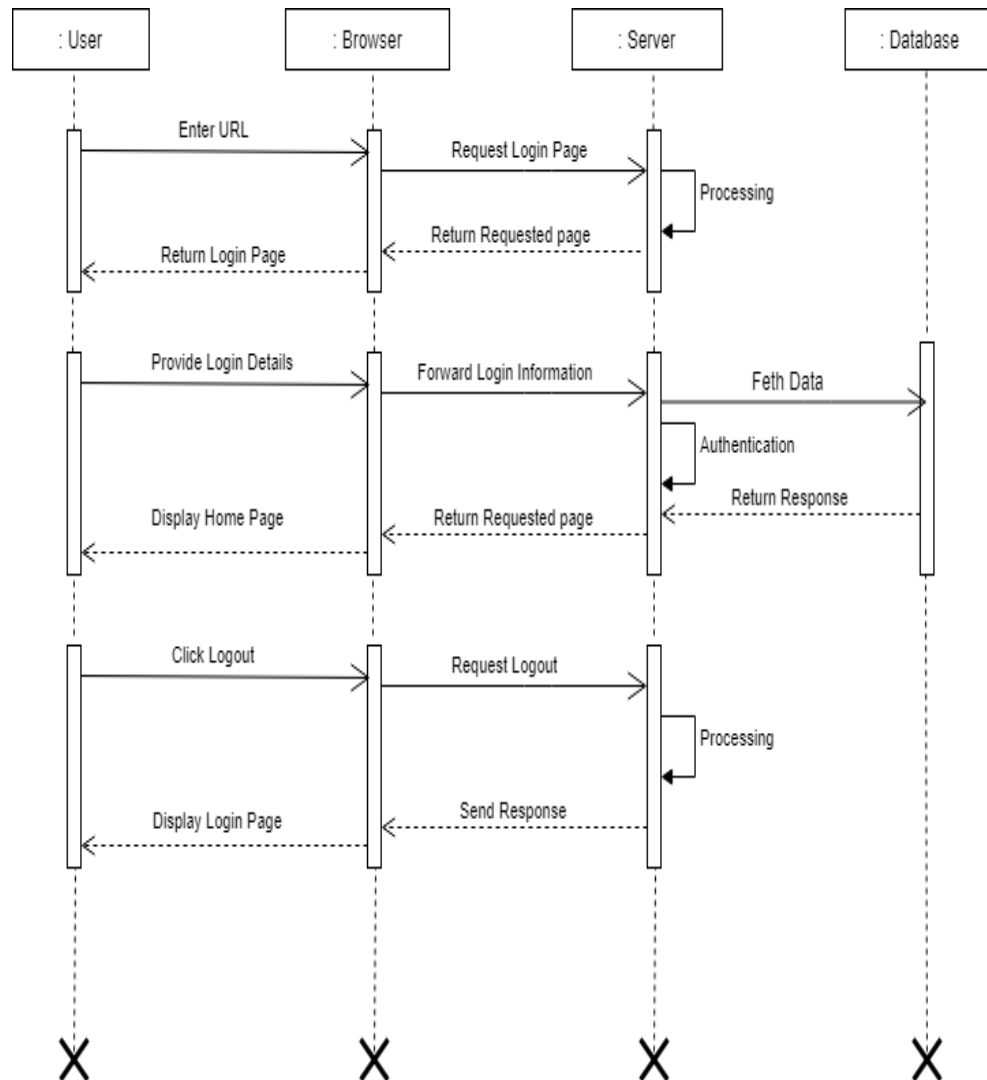 : User
: Browser
: Server
: Database
Enter URL
Request Login Page
Processing
Return Requested page
Return Login Page
Provide Login Details
Forward Login Information
Feth Data
Authentication
Return Response
Display Home Page
Return Requested page
Click Logout
Request Logout
Processing
Send Response
Display Login Page